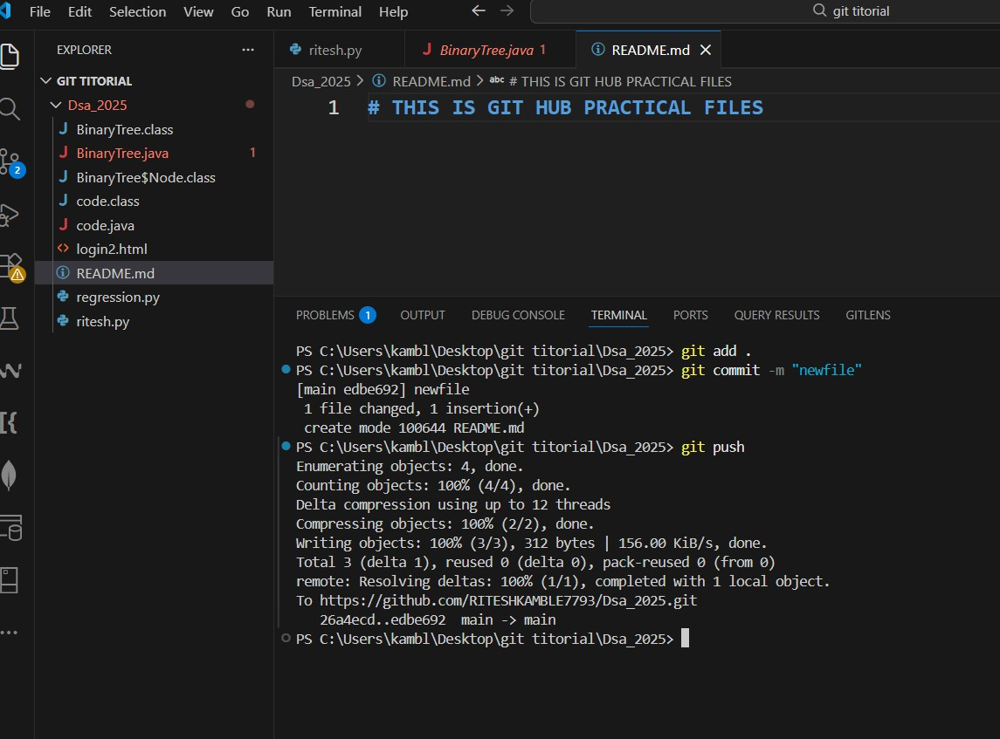 File Edit Selection View Go Run Terminal Help
git titorial
EXPLORER
GIT TITORIAL
Dsa_2025
BinaryTree.class
BinaryTree.java 1
BinaryTree$Node.class
code.class
code.java
login2.html
README.md
regression.py
ritesh.py
2
ritesh.py BinaryTree.java 1 README.md
Dsa_2025 > README.md > abc # THIS IS GIT HUB PRACTICAL FILES
1 # THIS IS GIT HUB PRACTICAL FILES
PROBLEMS 1 OUTPUT DEBUG CONSOLE TERMINAL PORTS QUERY RESULTS GITLENS
PS C:\Users\kambl\Desktop\git titorial\Dsa_2025> git add .
PS C:\Users\kambl\Desktop\git titorial\Dsa_2025> git commit -m "newfile"
[main edbe692] newfile
1 file changed, 1 insertion(+)
create mode 100644 README.md
PS C:\Users\kambl\Desktop\git titorial\Dsa_2025> git push
Enumerating objects: 4, done.
Counting objects: 100% (4/4), done.
Delta compression using up to 12 threads
Compressing objects: 100% (2/2), done.
Writing objects: 100% (3/3), 312 bytes | 156.00 KiB/s, done.
Total 3 (delta 1), reused 0 (delta 0), pack-reused 0 (from 0)
remote: Resolving deltas: 100% (1/1), completed with 1 local object.
To https://github.com/RITESHKAMBLE7793/Dsa_2025.git
26a4ecd..edbe692 main -> main
PS C:\Users\kambl\Desktop\git titorial\Dsa_2025>